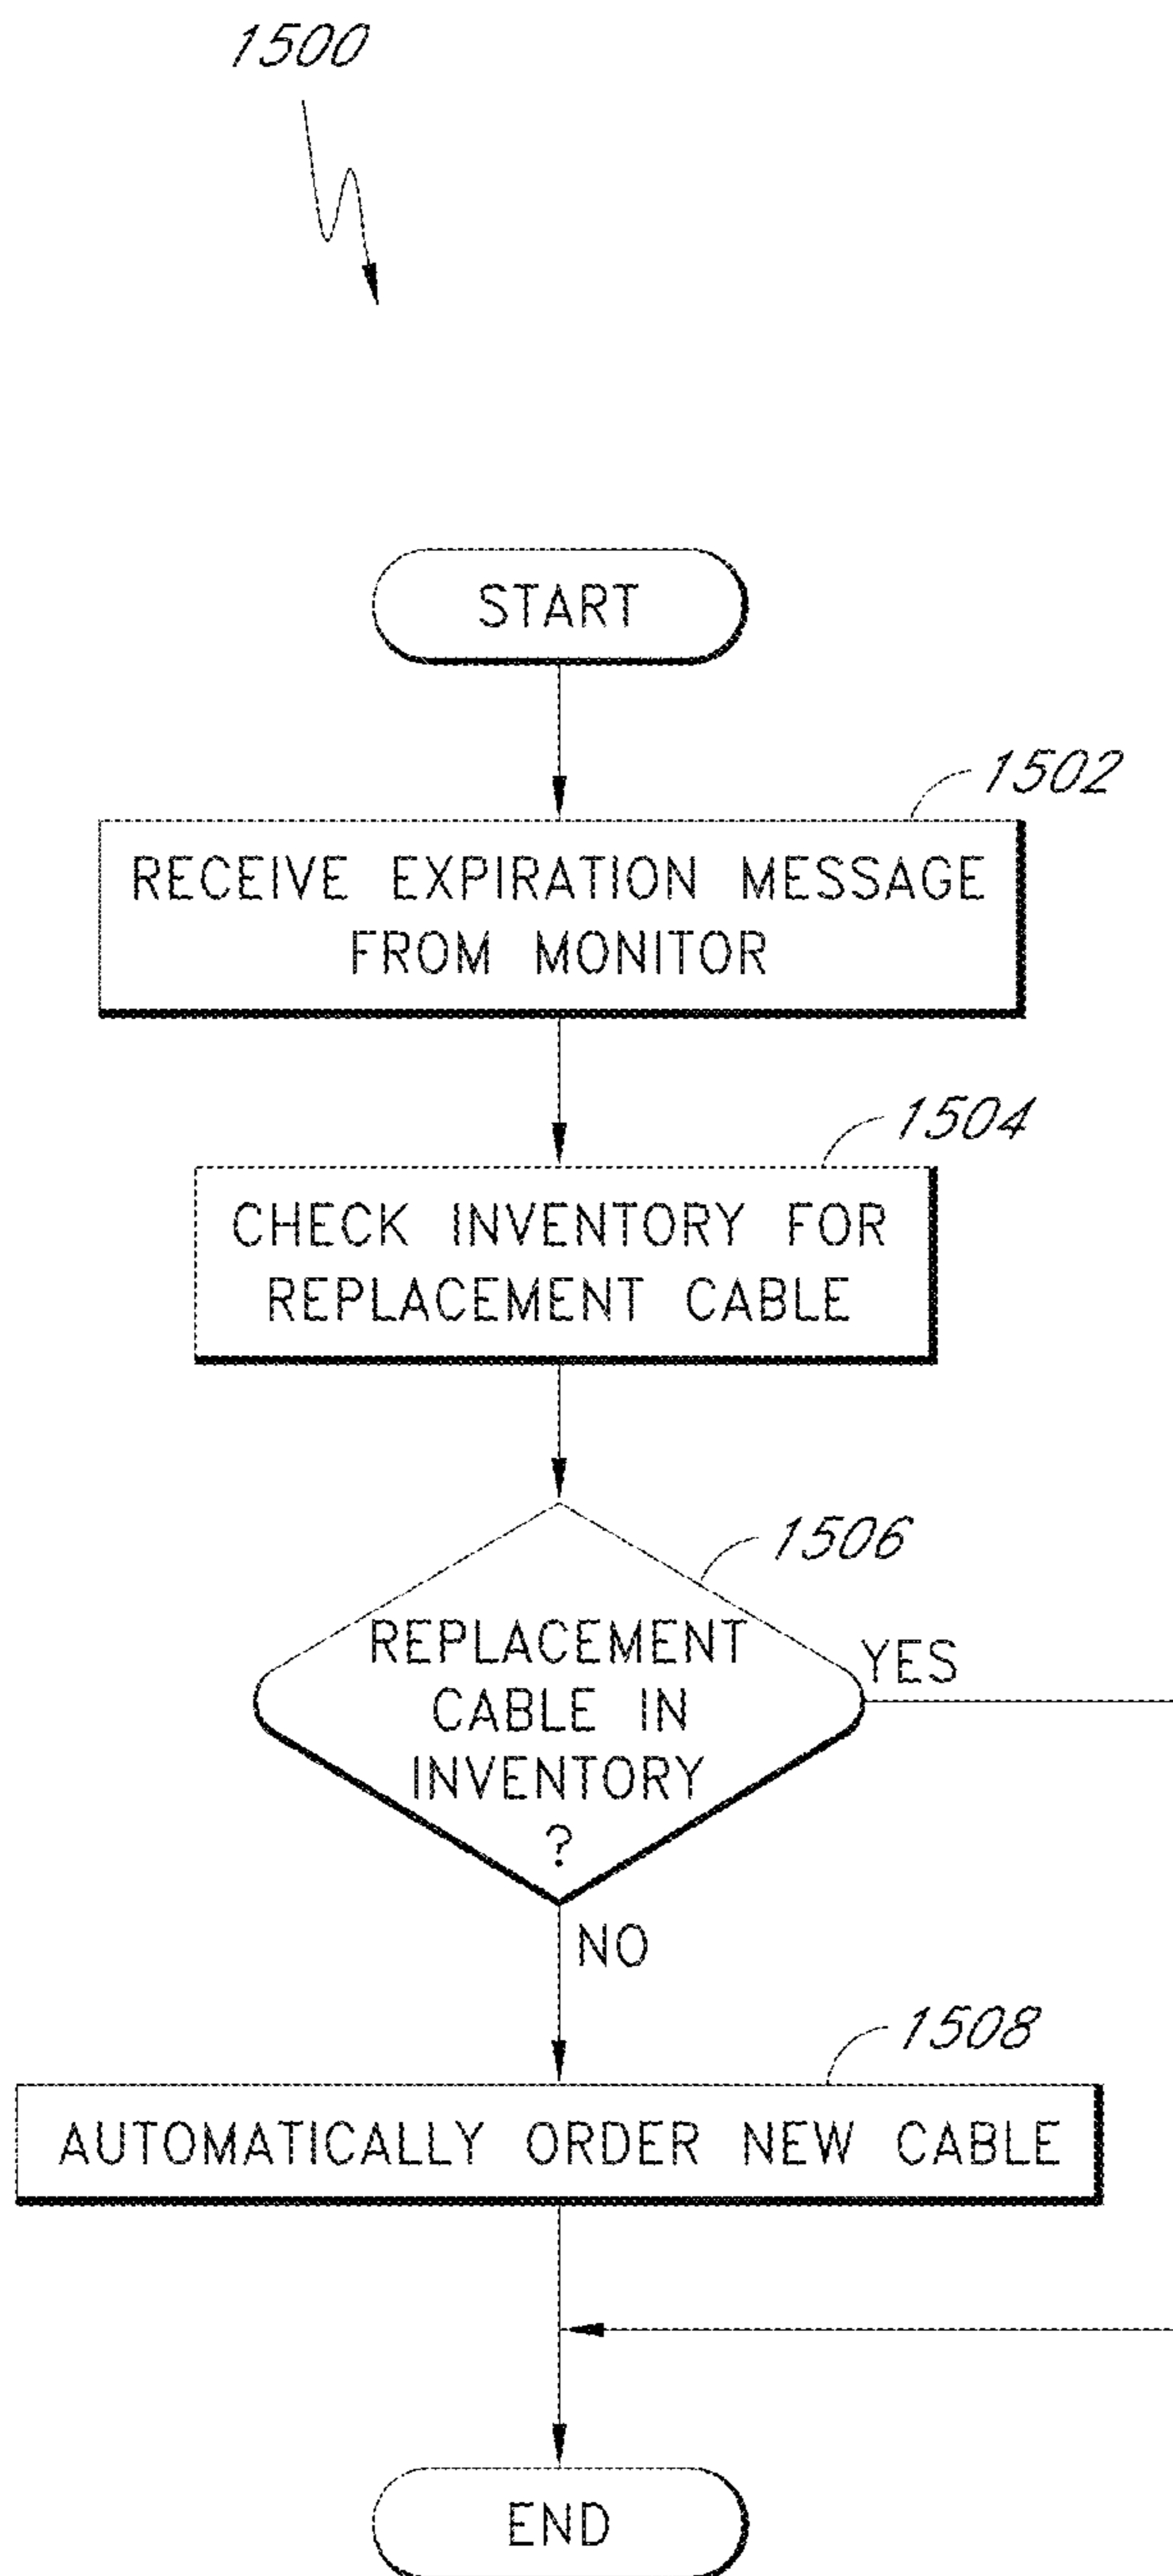 1500
START
1502
RECEIVE EXPIRATION MESSAGE
FROM MONITOR
1504
CHECK INVENTORY FOR
REPLACEMENT CABLE
1506
REPLACEMENT
CABLE IN
INVENTORY
?
YES
NO
1508
AUTOMATICALLY ORDER NEW CABLE
END